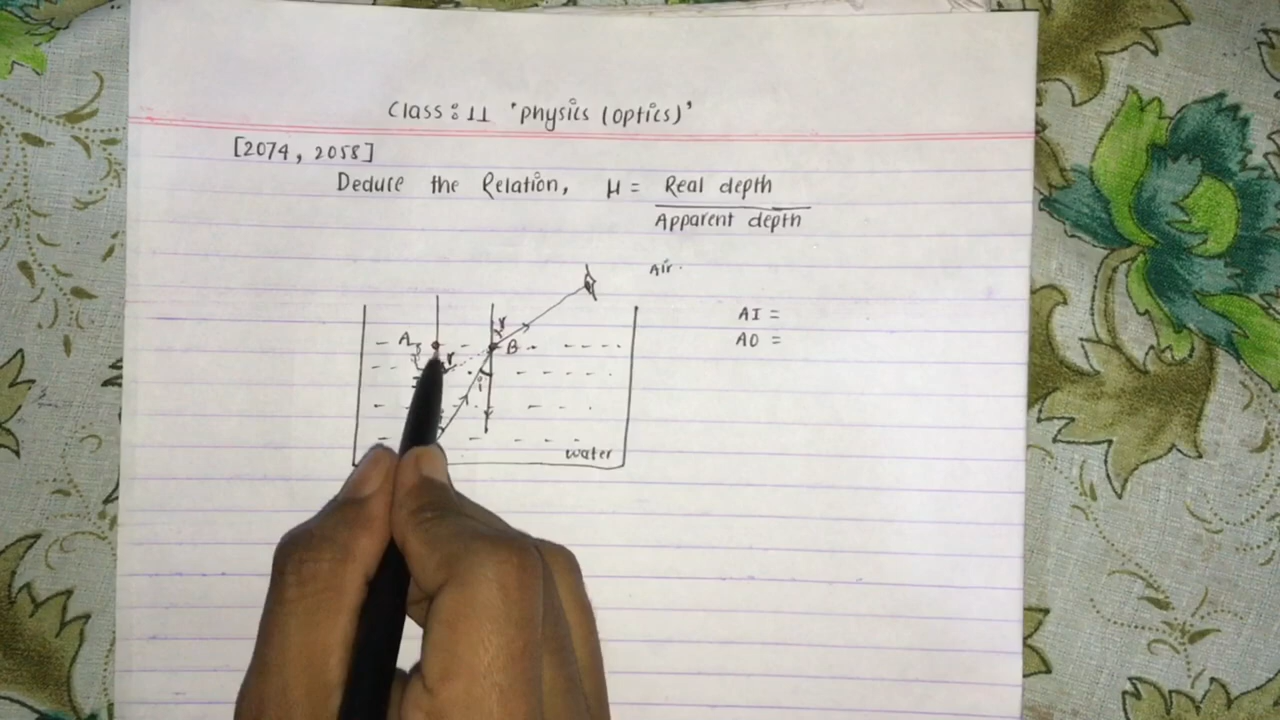 Class: 11 'physics (optics)'
[2074, 2058]
Deduce the Relation, μ = Real depth
Apparent depth
Air.
AI =
AO =
r
A
B
r
i
water